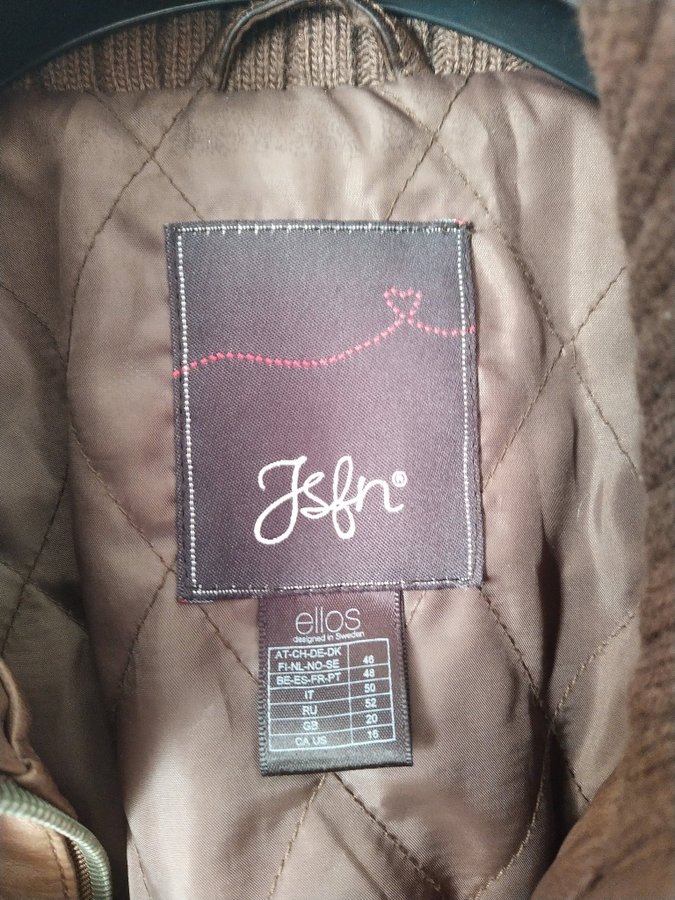 Jsfn®
ellos
designed in Sweden
AT-CH-DE-DK
FI-NL-NO-SE 46
BE-ES-FR-PT 48
IT 50
RU 52
GB 20
CA US 16